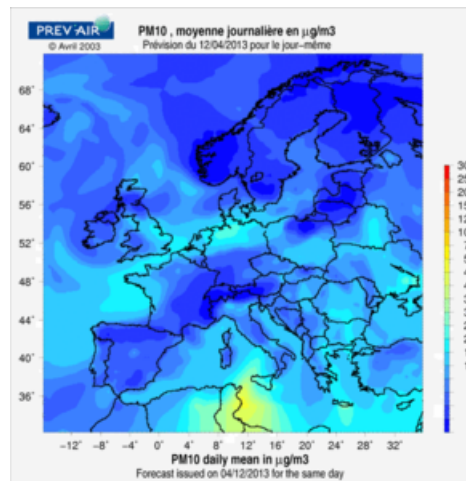 PREV'AIR
© Avril 2003
PM10 , moyenne journalière en µg/m3
Prévision du 12/04/2013 pour le jour-même
68°
64°
60°
56°
52°
48°
44°
40°
36°
-12° -8° -4° 0° 4° 8° 12° 16° 20° 24° 28° 32°
PM10 daily mean in µg/m3
Forecast issued on 04/12/2013 for the same day